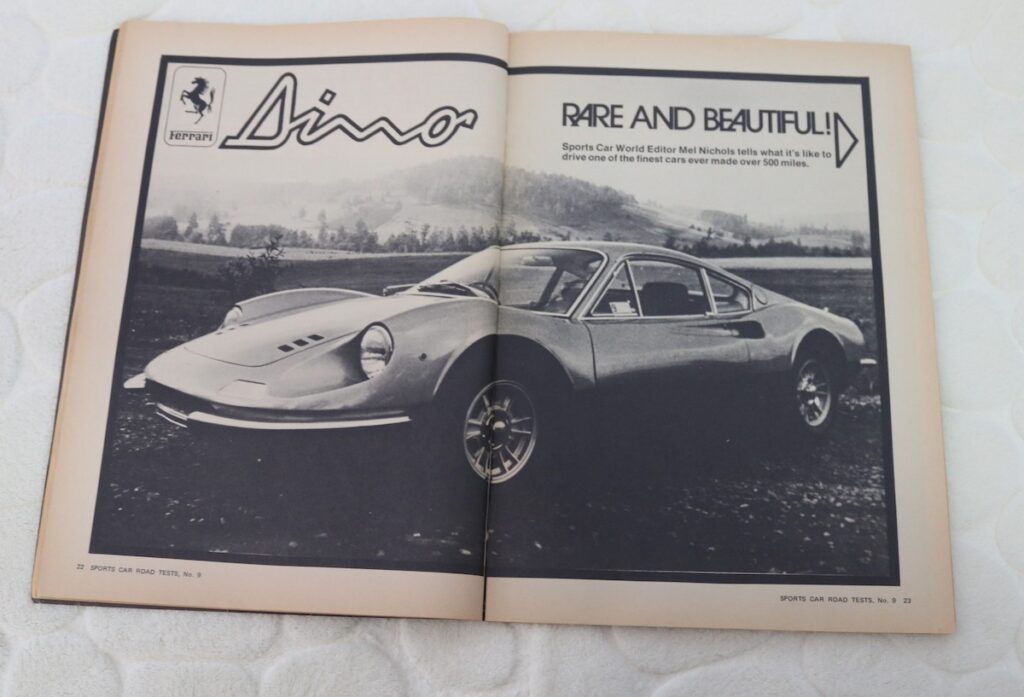 Ferrari
Dino
RARE AND BEAUTIFUL!
Sports Car World Editor Mel Nichols tells what it's like to
drive one of the finest cars ever made over 500 miles.
22 SPORTS CAR ROAD TESTS, No. 9
SPORTS CAR ROAD TESTS, No. 9 23